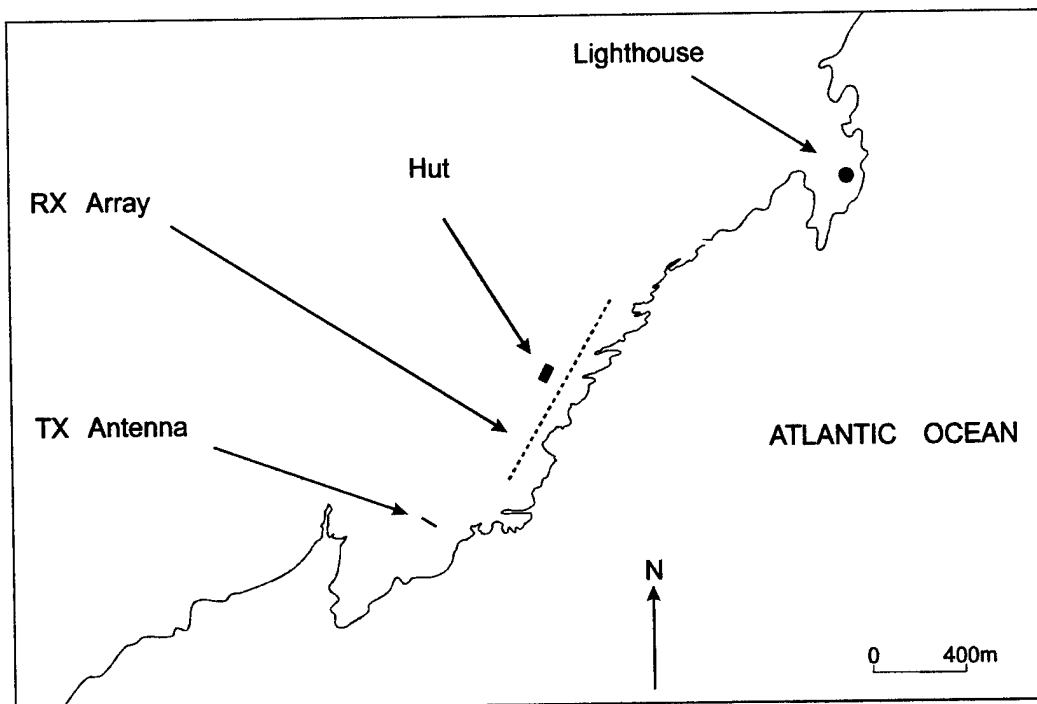 Lighthouse
Hut
RX Array
TX Antenna
ATLANTIC OCEAN
N
0 400m